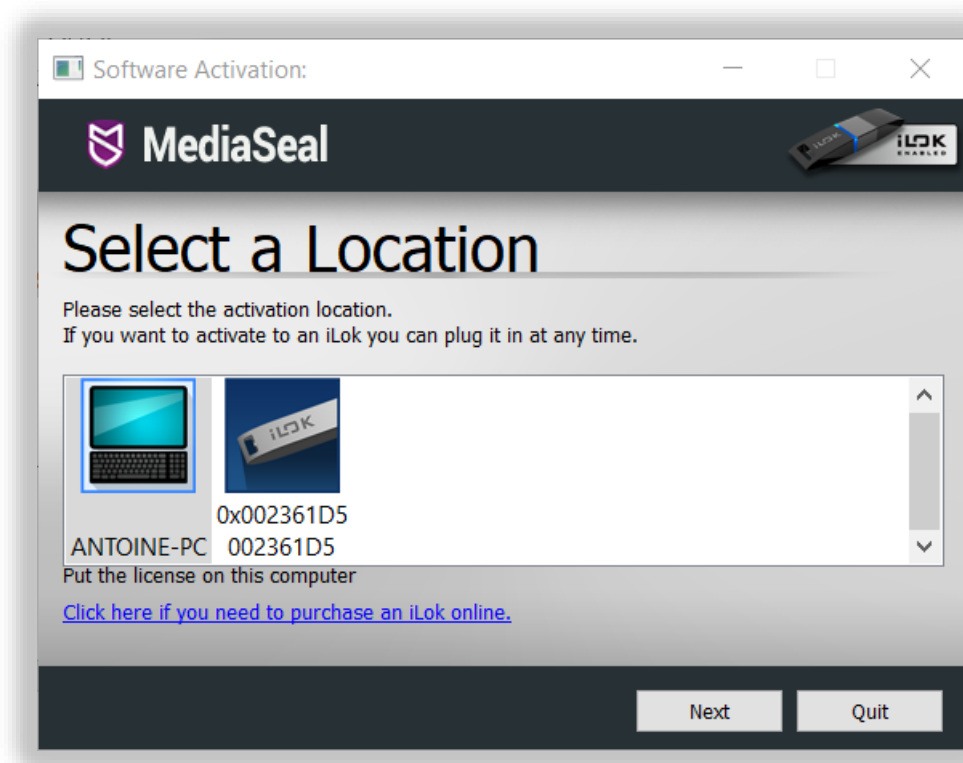 Software Activation:
MediaSeal
iLOK
iLOK
ENABLED
Select a Location
Please select the activation location.
If you want to activate to an iLok you can plug it in at any time.
iLOK
0x002361D5
ANTOINE-PC 002361D5
Put the license on this computer
Click here if you need to purchase an iLok online.
Next Quit